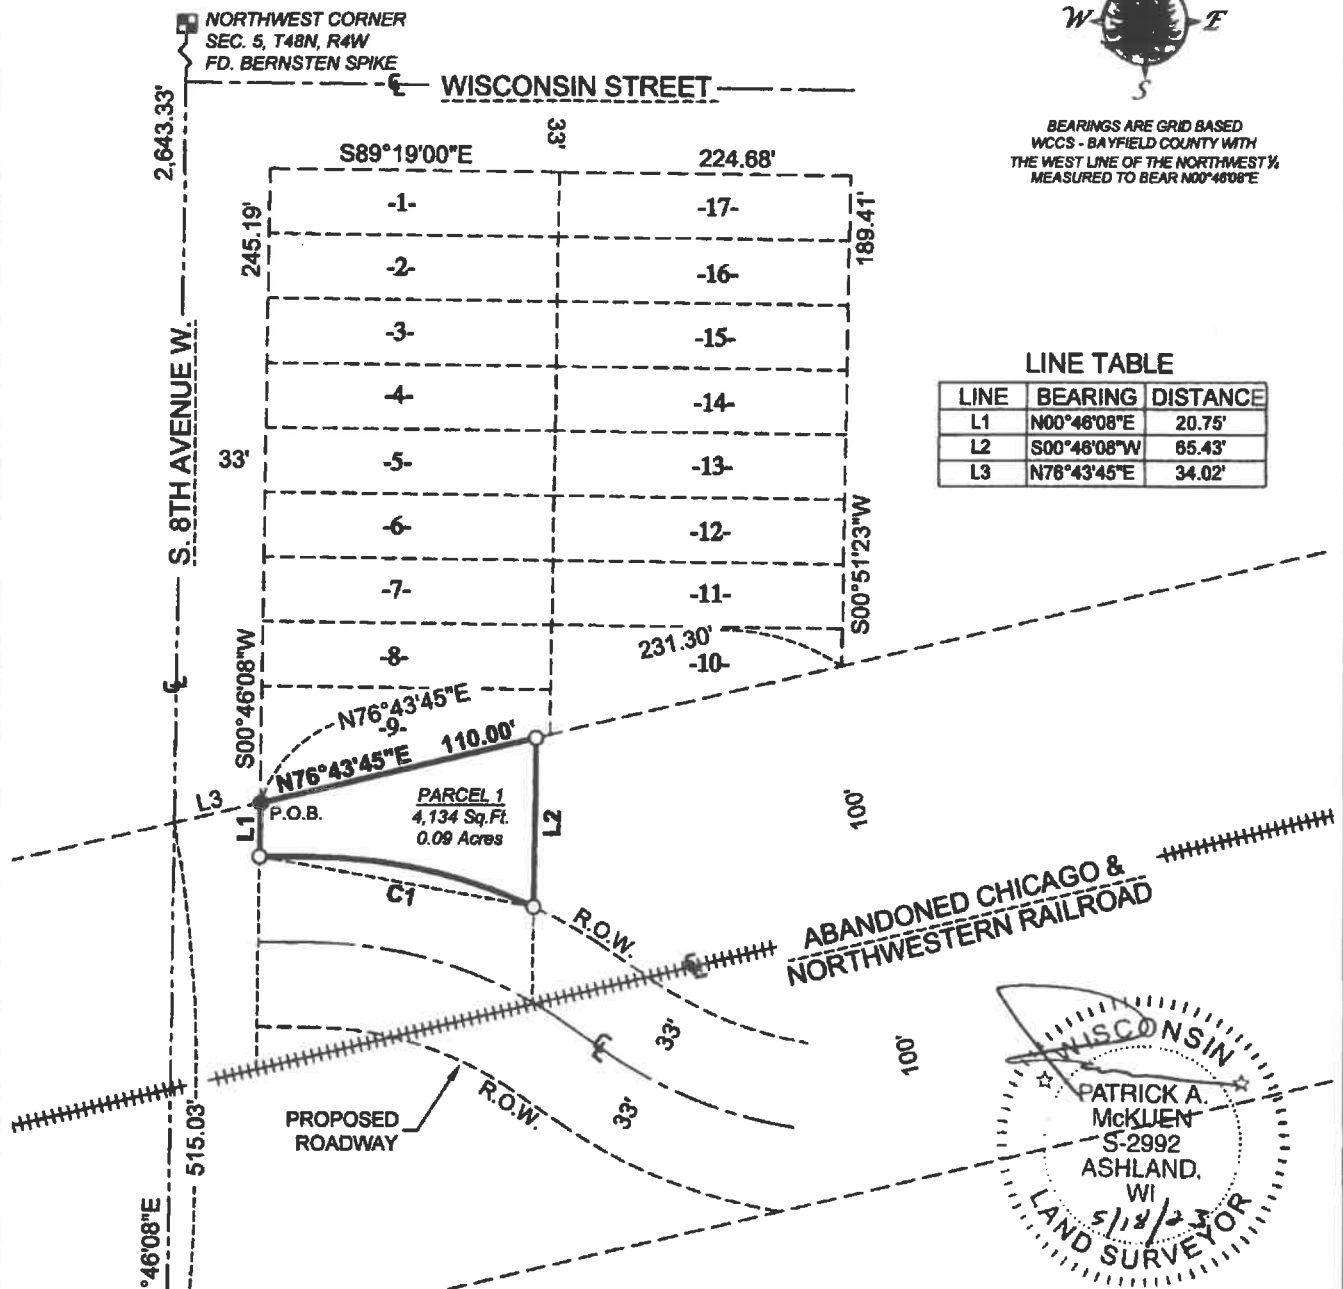 NORTHWEST CORNER
SEC. 5, T48N, R4W
FD. BERNSTEN SPIKE
W E
S
BEARINGS ARE GRID BASED
WCCS - BAYFIELD COUNTY WITH
THE WEST LINE OF THE NORTHWEST ¼
MEASURED TO BEAR N00°46'08"E
WISCONSIN STREET
2,643.33'
33'
S89°19'00"E
224.68'
245.19'
189.41'
-1-
-17-
-2-
-16-
-3-
-15-
-4-
-14-
-5-
-13-
-6-
-12-
-7-
-11-
-8-
-10-
-9-
S. 8TH AVENUE W.
33'
LINE TABLE
LINE BEARING DISTANCE
L1 N00°46'08"E 20.75'
L2 S00°46'08"W 65.43'
L3 N76°43'45"E 34.02'
S00°51'23"W
S00°46'08"W
231.30'
N76°43'45"E
N76°43'45"E 110.00'
L3
P.O.B.
L1
PARCEL 1
4,134 Sq.Ft.
0.09 Acres
L2
C1
100'
ABANDONED CHICAGO &
NORTHWESTERN RAILROAD
R.O.W.
33'
100'
33'
R.O.W.
PROPOSED
ROADWAY
515.03'
°46'08"E
WISCONSIN
PATRICK A.
McKUEN
S-2992
ASHLAND,
WI
5/18/23
LAND SURVEYOR